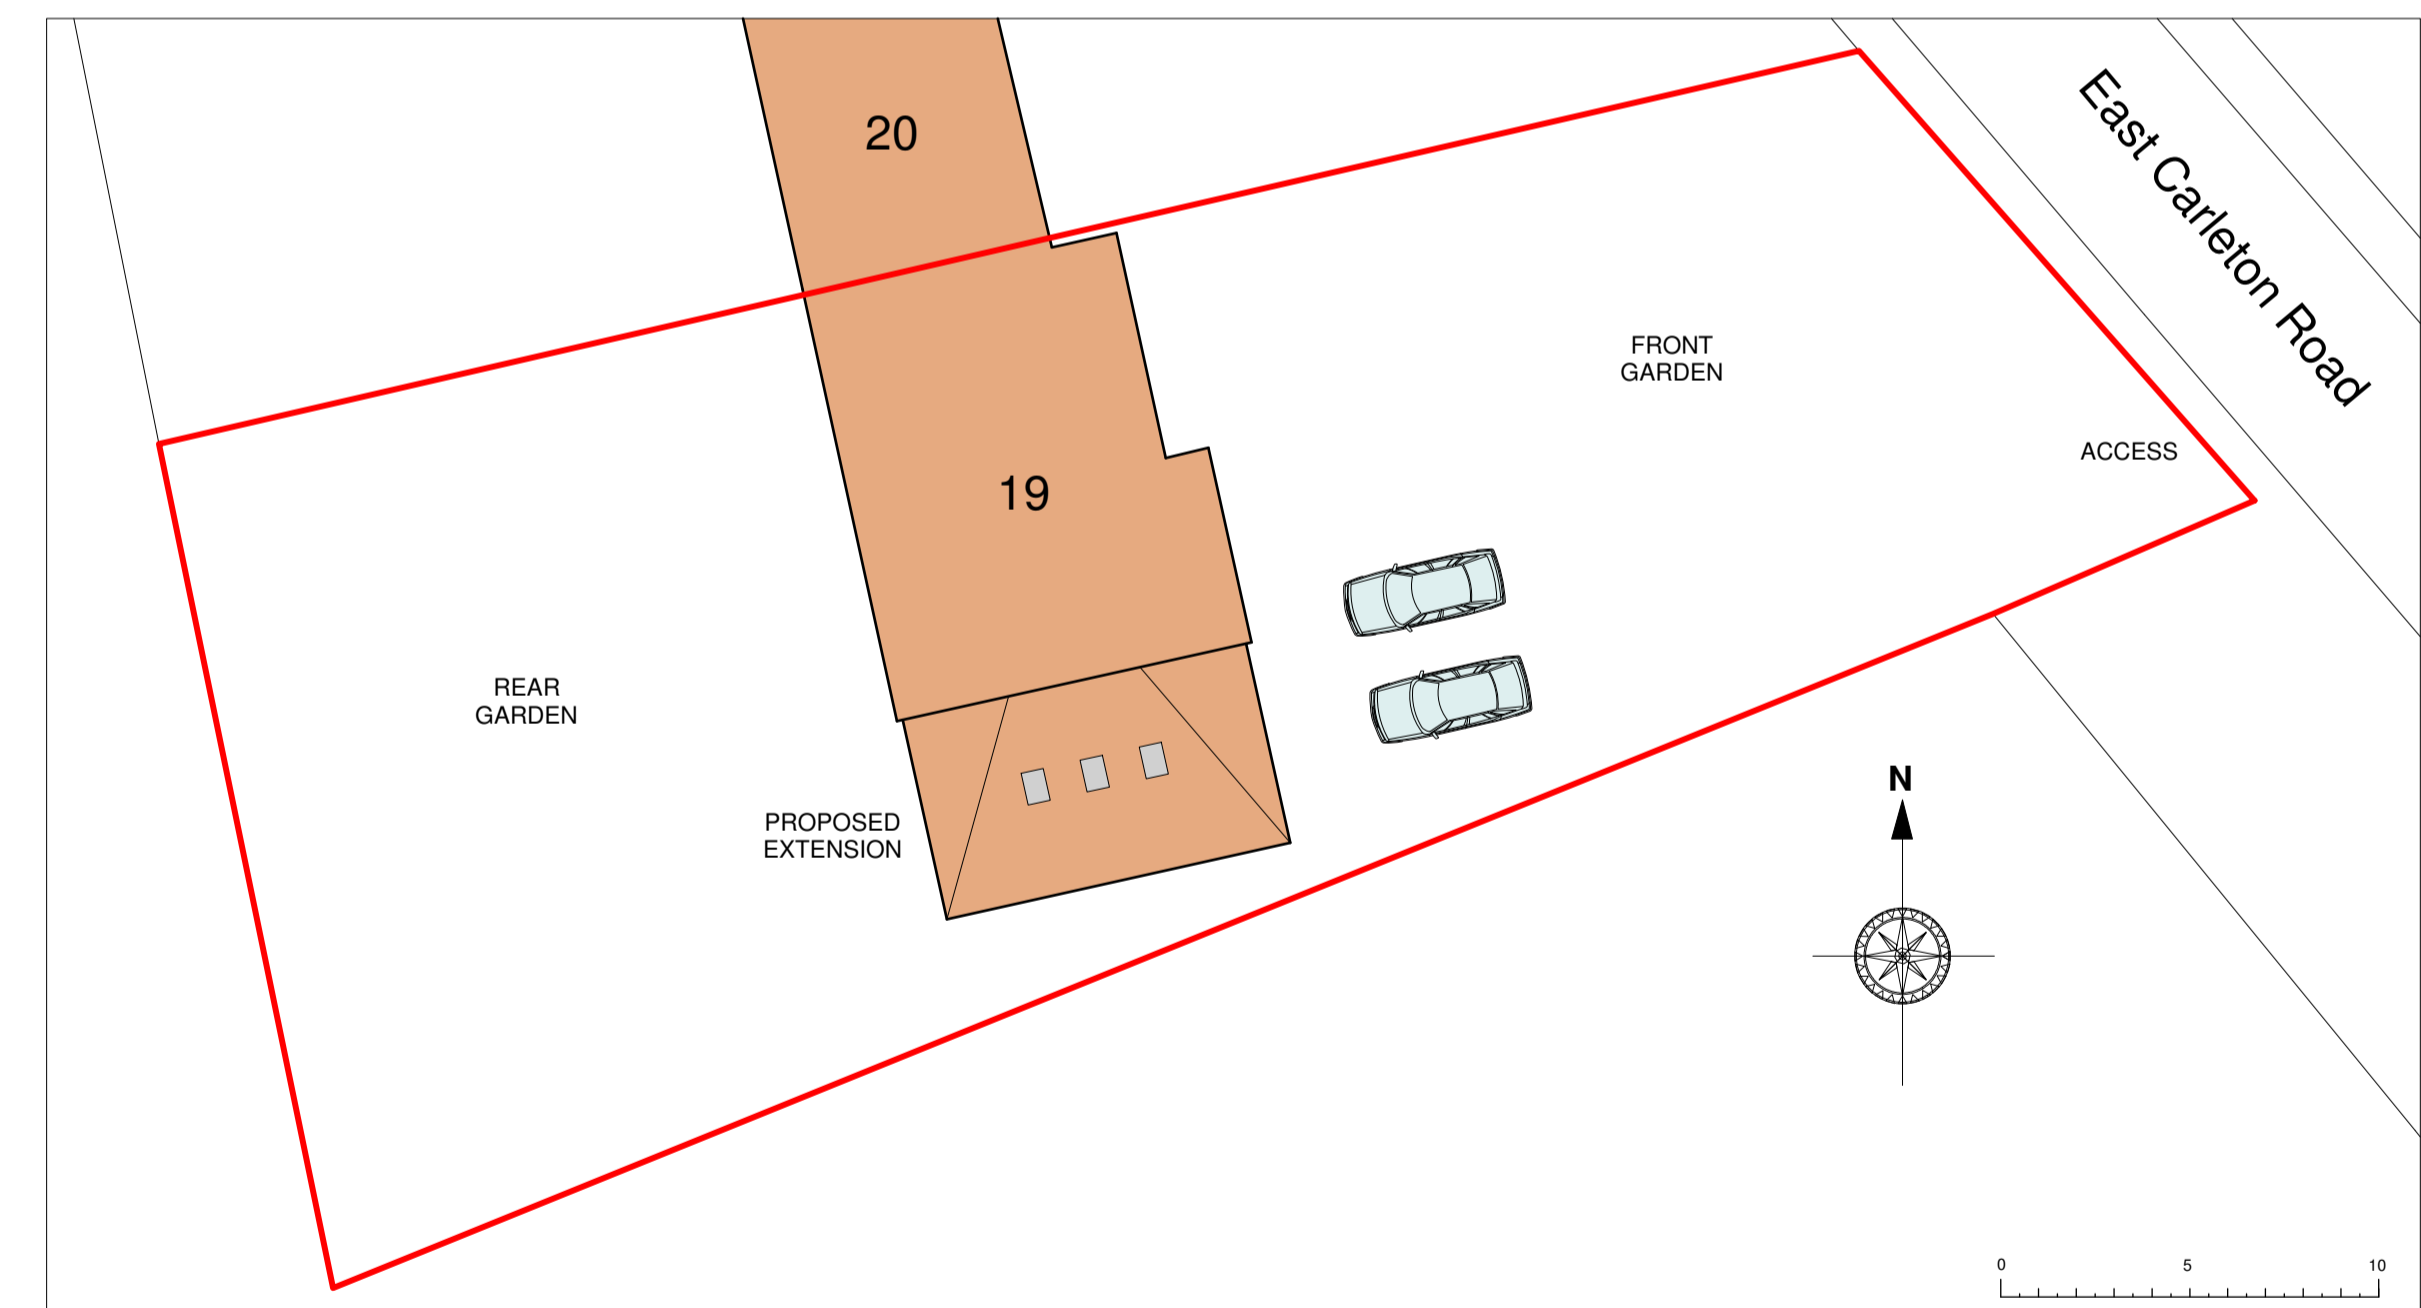 20
East Carleton Road
FRONT
GARDEN
ACCESS
19
REAR
GARDEN
PROPOSED
EXTENSION
N
0 5 10